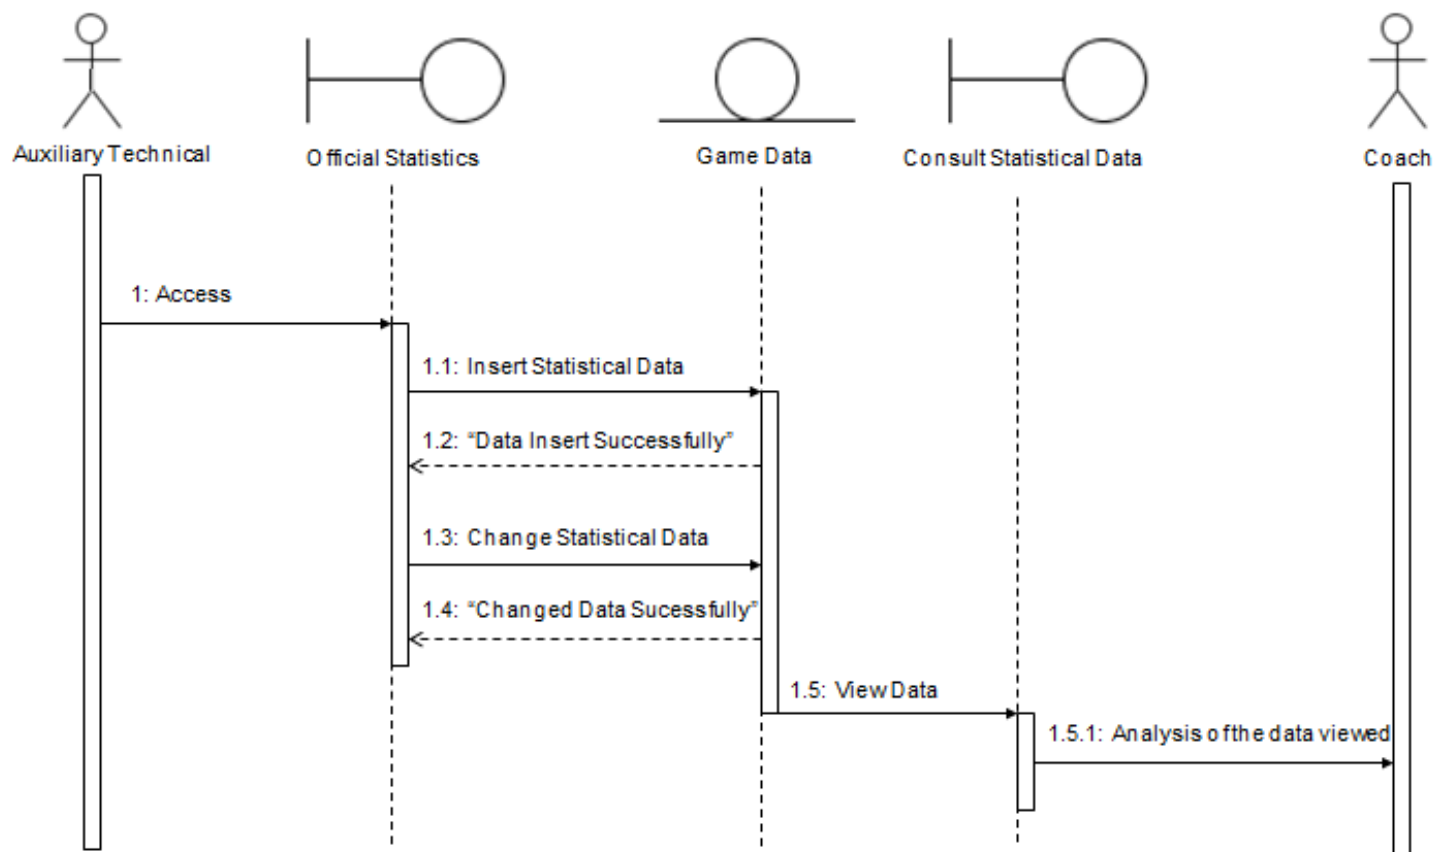 Auxiliary Technical
Official Statistics
Game Data
Consult Statistical Data
Coach
1: Access
1.1: Insert Statistical Data
1.2: “Data Insert Successfully”
1.3: Change Statistical Data
1.4: “Changed Data Sucessfully”
1.5: View Data
1.5.1: Analysis of the data viewed